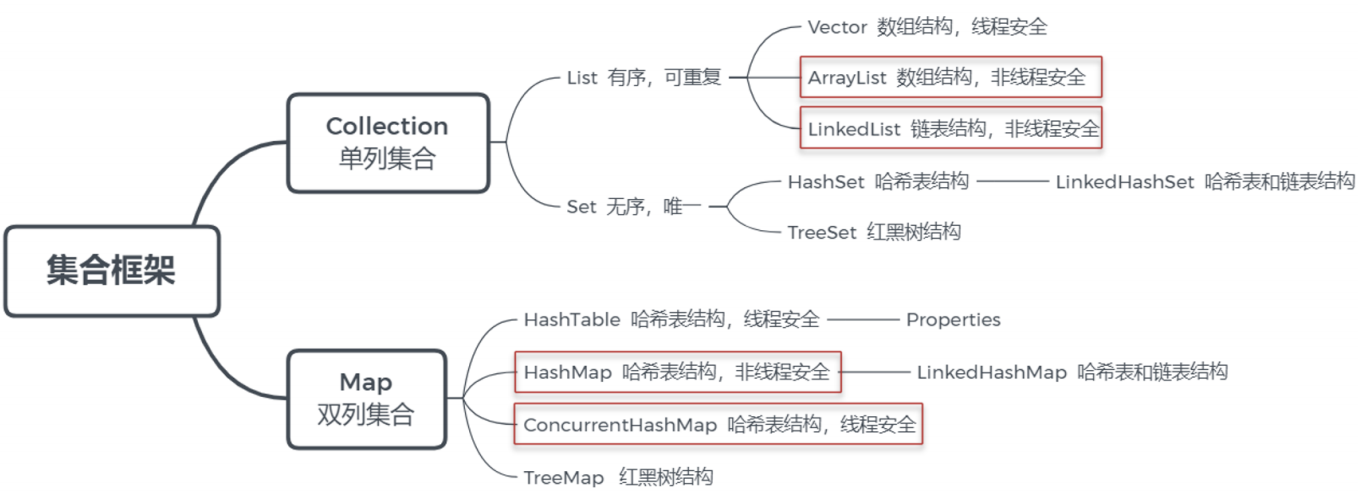 集合框架
Collection
单列集合
List 有序，可重复
Vector 数组结构，线程安全
ArrayList 数组结构，非线程安全
LinkedList 链表结构，非线程安全
Set 无序，唯一
HashSet 哈希表结构
LinkedHashSet 哈希表和链表结构
TreeSet 红黑树结构
Map
双列集合
HashTable 哈希表结构，线程安全
Properties
HashMap 哈希表结构，非线程安全
LinkedHashMap 哈希表和链表结构
ConcurrentHashMap 哈希表结构，线程安全
TreeMap 红黑树结构